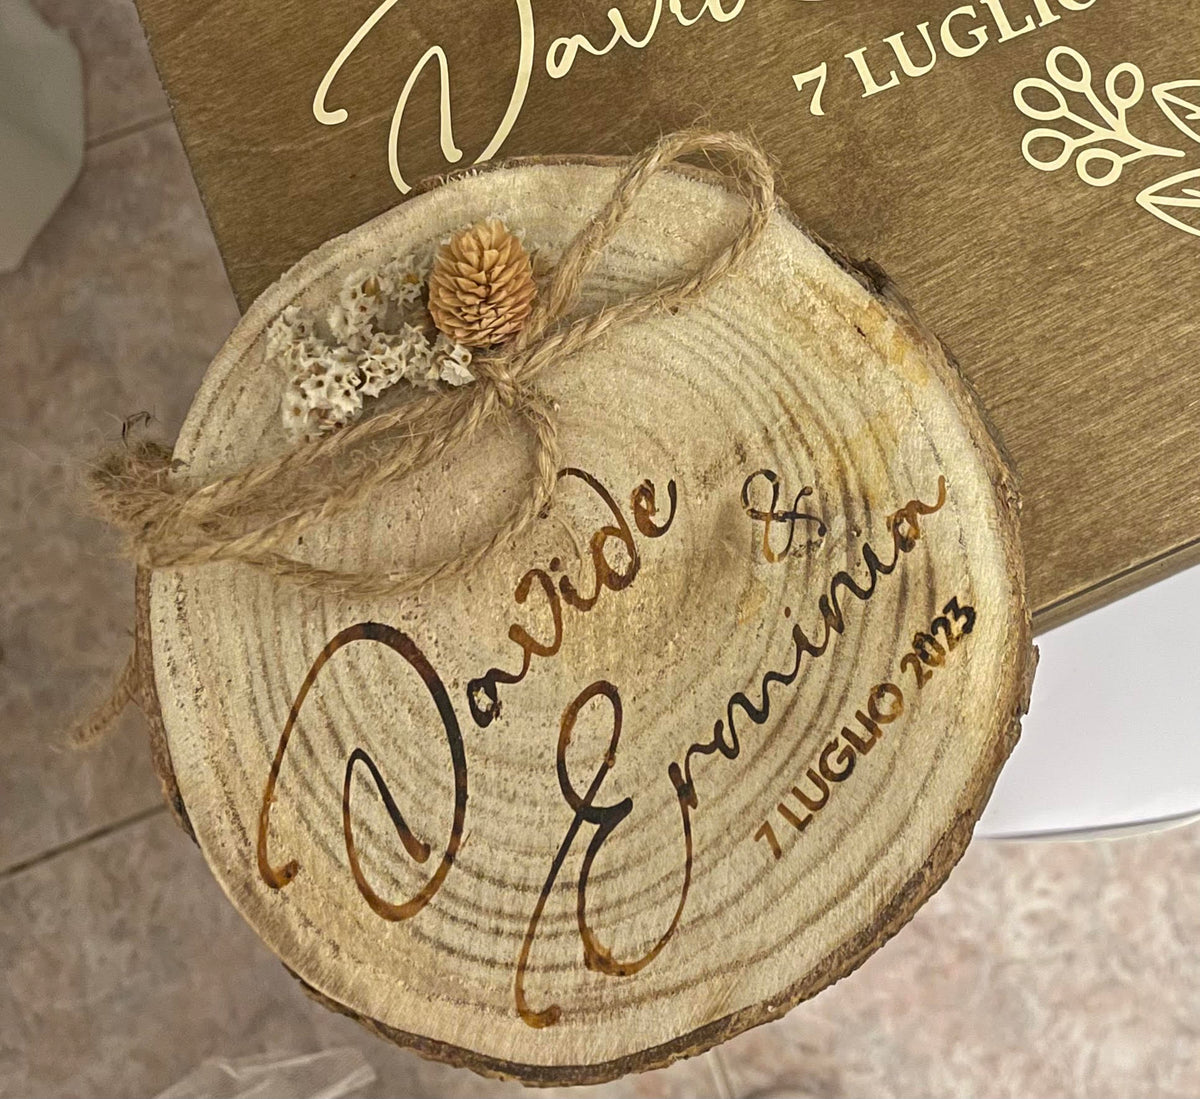 7 LUGLIO
Davide &
Erminia
7 LUGLIO 2023